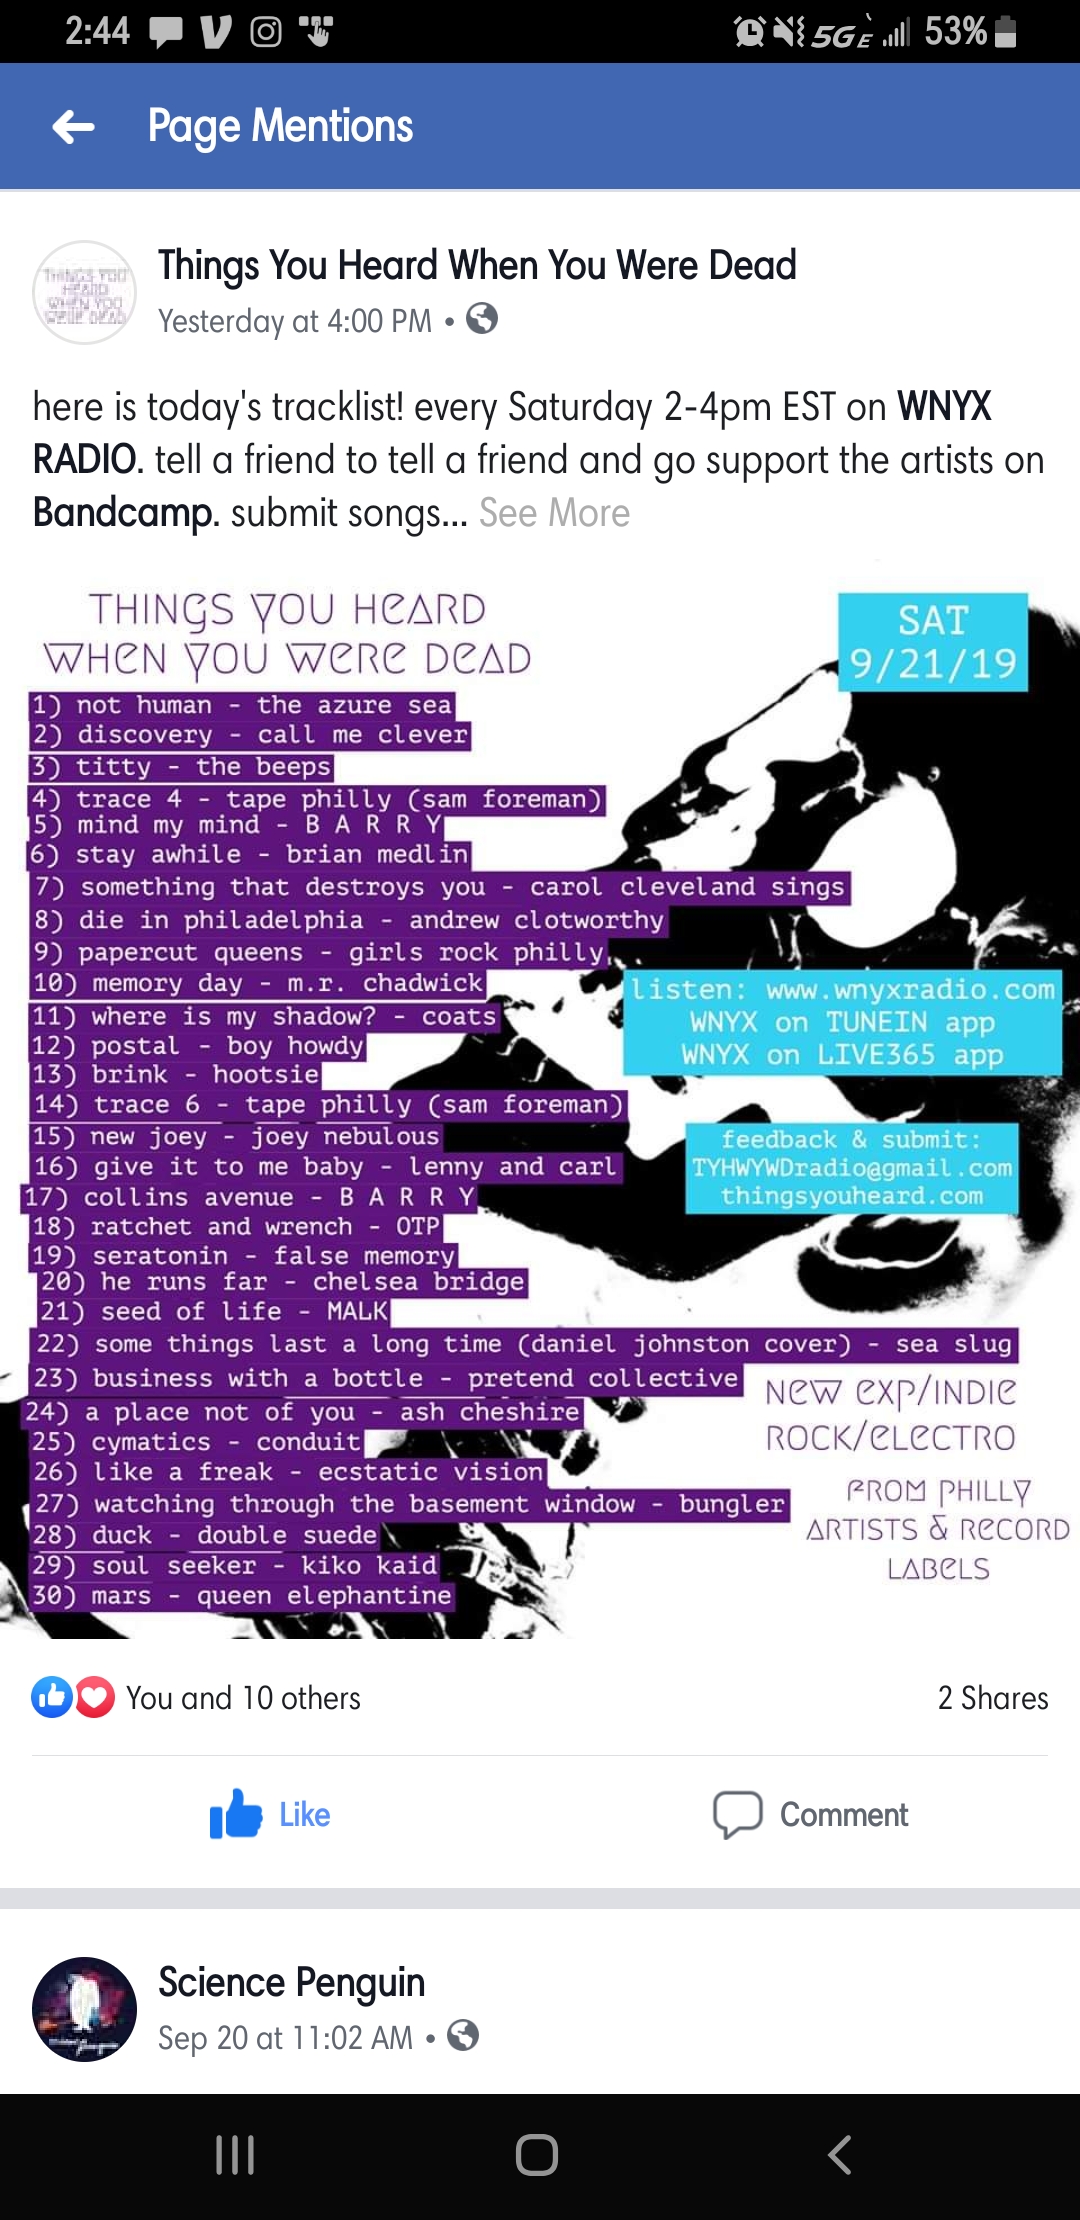 2:44
5GE 53%
Page Mentions
Things You Heard When You Were Dead
Yesterday at 4:00 PM •
here is today's tracklist! every Saturday 2-4pm EST on WNYX
RADIO. tell a friend to tell a friend and go support the artists on
Bandcamp. submit songs... See More
THINGS YOU HEARD
WHEN YOU WERE DEAD
SAT
9/21/19
1) not human - the azure sea
2) discovery - call me clever
3) titty - the beeps
4) trace 4 - tape philly (sam foreman)
5) mind my mind - B A R R Y
6) stay awhile - brian medlin
7) something that destroys you - carol cleveland sings
8) die in philadelphia - andrew clotworthy
9) papercut queens - girls rock philly
10) memory day - m.r. chadwick
11) where is my shadow? - coats
12) postal - boy howdy
13) brink - hootsie
14) trace 6 - tape philly (sam foreman)
15) new joey - joey nebulous
16) give it to me baby - lenny and carl
17) collins avenue - B A R R Y
18) ratchet and wrench - OTP
19) seratonin - false memory
20) he runs far - chelsea bridge
21) seed of life - MALK
22) some things last a long time (daniel johnston cover) - sea slug
23) business with a bottle - pretend collective
24) a place not of you - ash cheshire
25) cymatics - conduit
26) like a freak - ecstatic vision
27) watching through the basement window - bungler
28) duck - double suede
29) soul seeker - kiko kaid
30) mars - queen elephantine
listen: www.wnyxradio.com
WNYX on TUNEIN app
WNYX on LIVE365 app
feedback & submit:
TYHWYWDradio@gmail.com
thingsyouheard.com
NEW EXP/INDIE
ROCK/ELECTRO
FROM PHILLY
ARTISTS & RECORD
LABELS
You and 10 others
2 Shares
Like
Comment
Science Penguin
Sep 20 at 11:02 AM •